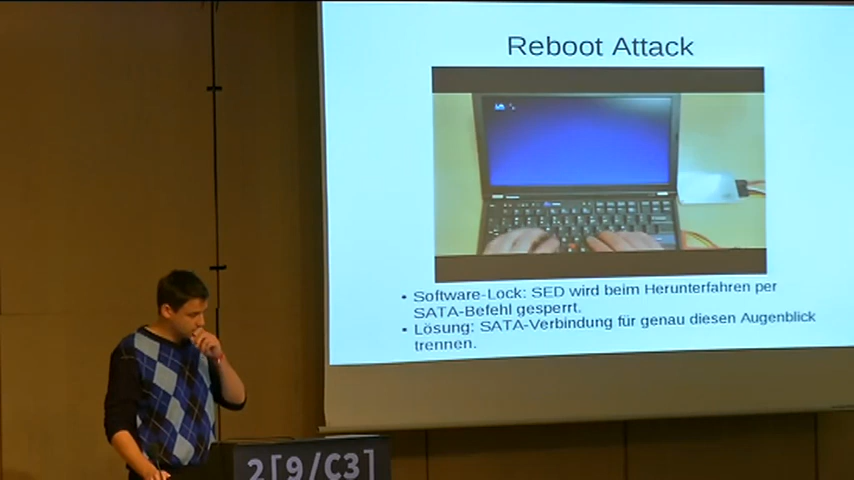 Reboot Attack
• Software-Lock: SED wird beim Herunterfahren per
SATA-Befehl gesperrt.
• Lösung: SATA-Verbindung für genau diesen Augenblick
trennen.
2[9/C3]